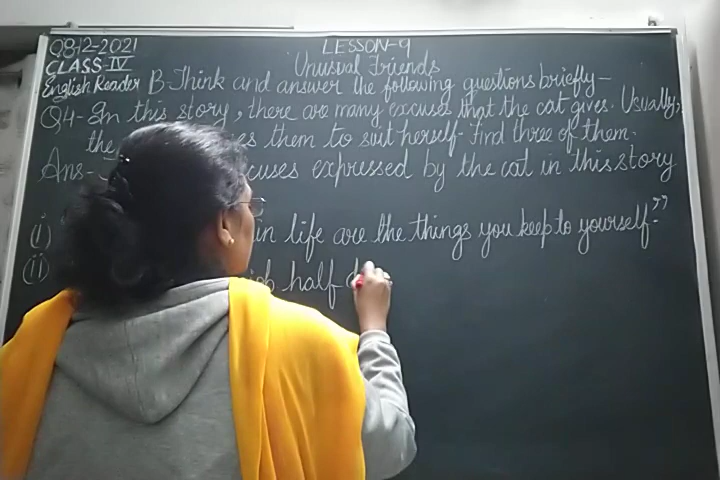 08-12-2021 LESSON-9
CLASS-IV Unusual Friends
English Reader B-Think and answer the following questions briefly-
Q4- In this story, there are many excuses that the cat gives. Usually,
the them to suit herself. Find three of them.
Ans- expressed by the cat in this story
(i) in life are the things you keep to yourself."
(ii) job half